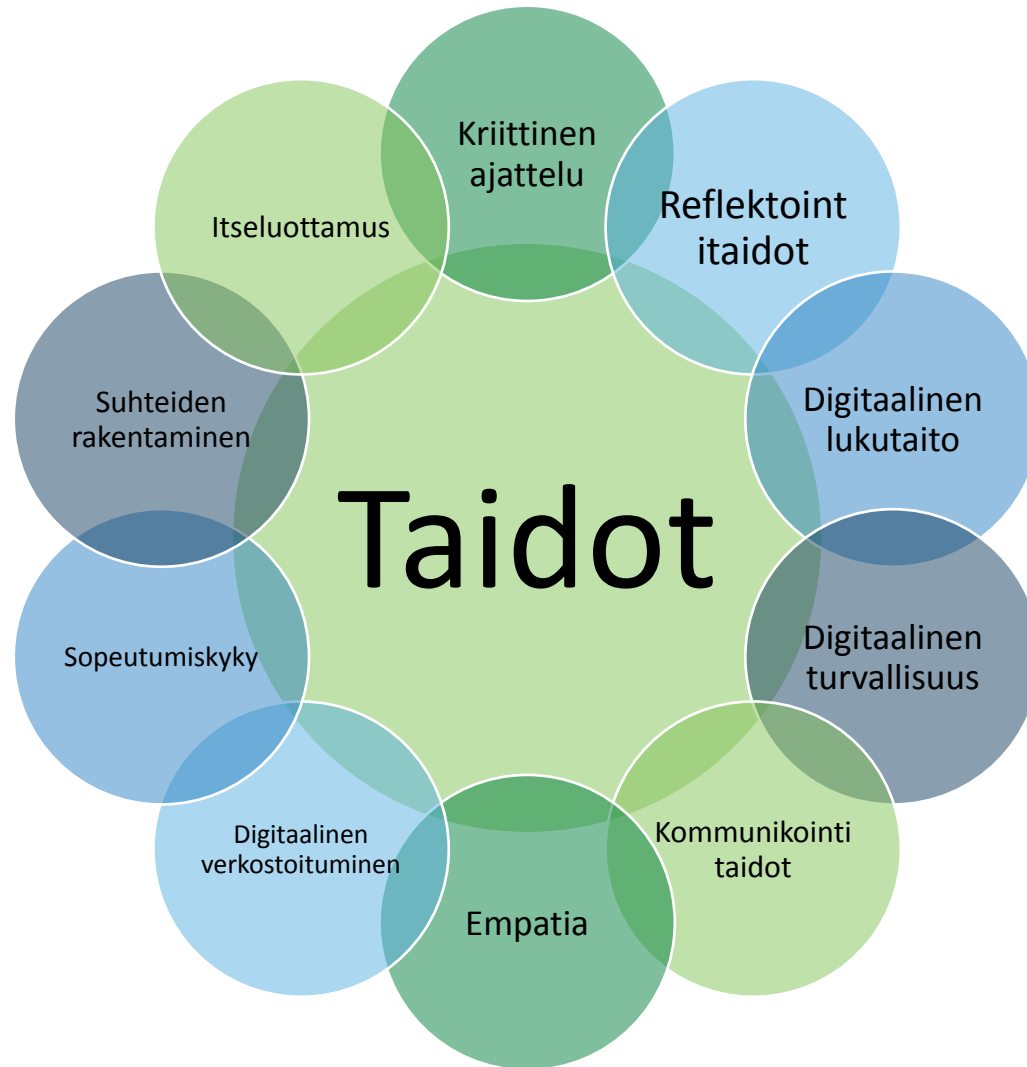 Kriittinen
ajattelu
Reflektoint
itaidot
Digitaalinen
lukutaito
Digitaalinen
turvallisuus
Kommunikointi
taidot
Empatia
Digitaalinen
verkostoituminen
Sopeutumiskyky
Suhteiden
rakentaminen
Itseluottamus
Taidot